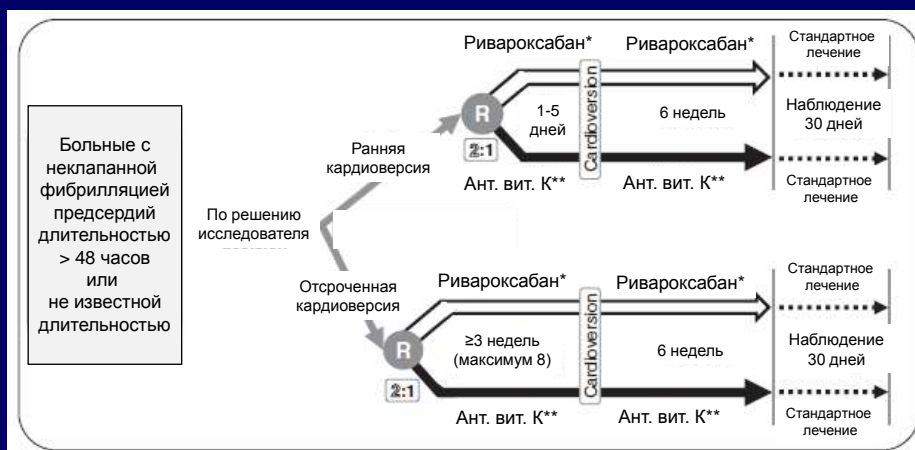 Больные с
неклапанной
фибрилляцией
предсердий
длительностью
> 48 часов
или
не известной
длительностью
По решению
исследователя
Ранняя
кардиоверсия
R
2:1
Ривароксабан*
Ривароксабан*
1-5
дней
Cardioversion
6 недель
Ант. вит. К**
Ант. вит. К**
Стандартное
лечение
Наблюдение
30 дней
Стандартное
лечение
Отсроченная
кардиоверсия
R
2:1
Ривароксабан*
Ривароксабан*
≥3 недель
(максимум 8)
Cardioversion
6 недель
Ант. вит. К**
Ант. вит. К**
Стандартное
лечение
Наблюдение
30 дней
Стандартное
лечение